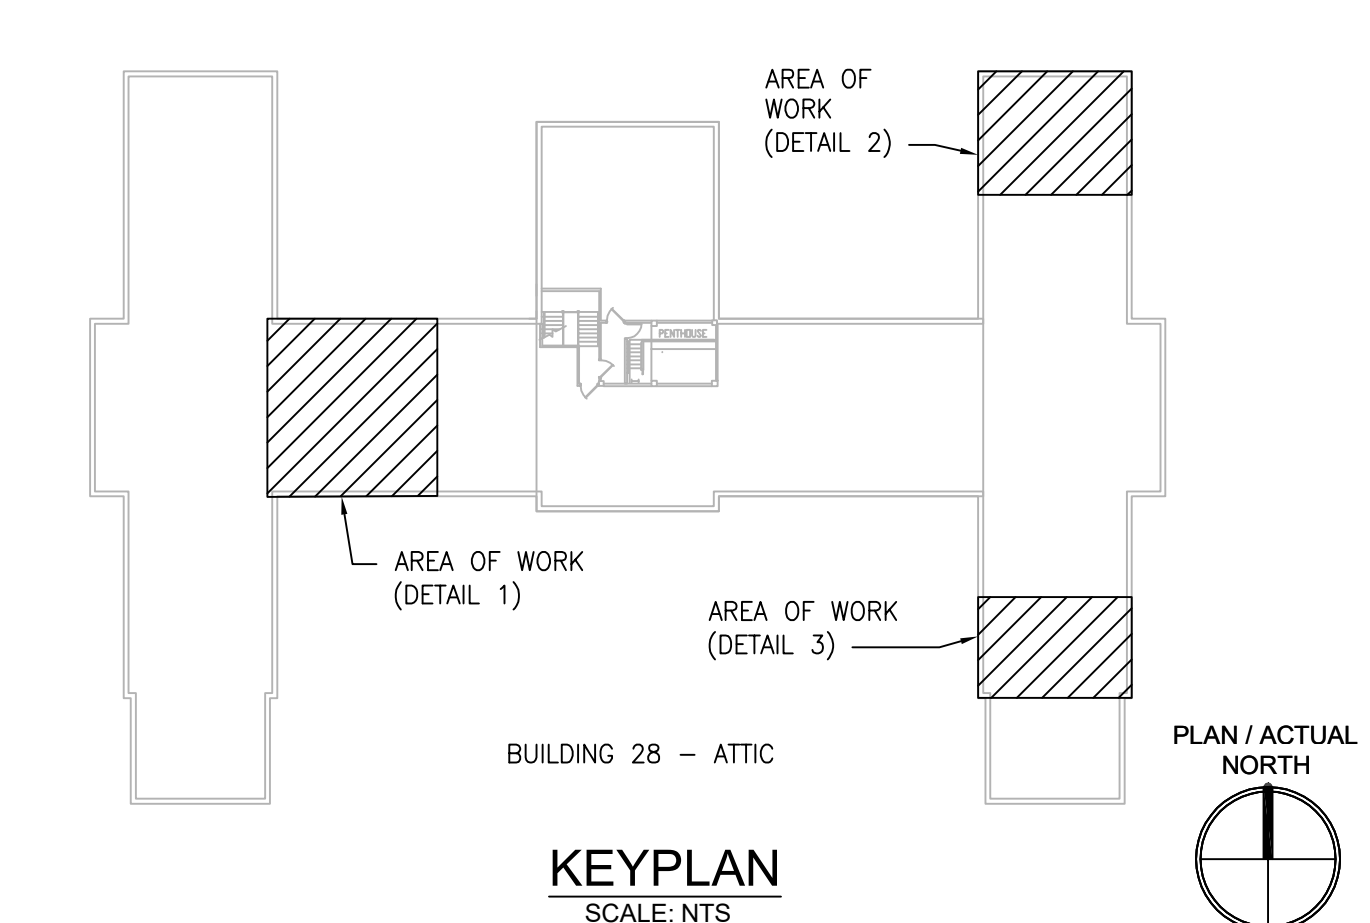 AREA OF
WORK
(DETAIL 2)
PENTHOUSE
AREA OF WORK
(DETAIL 1)
AREA OF WORK
(DETAIL 3)
BUILDING 28 – ATTIC
PLAN / ACTUAL
NORTH
KEYPLAN
SCALE: NTS